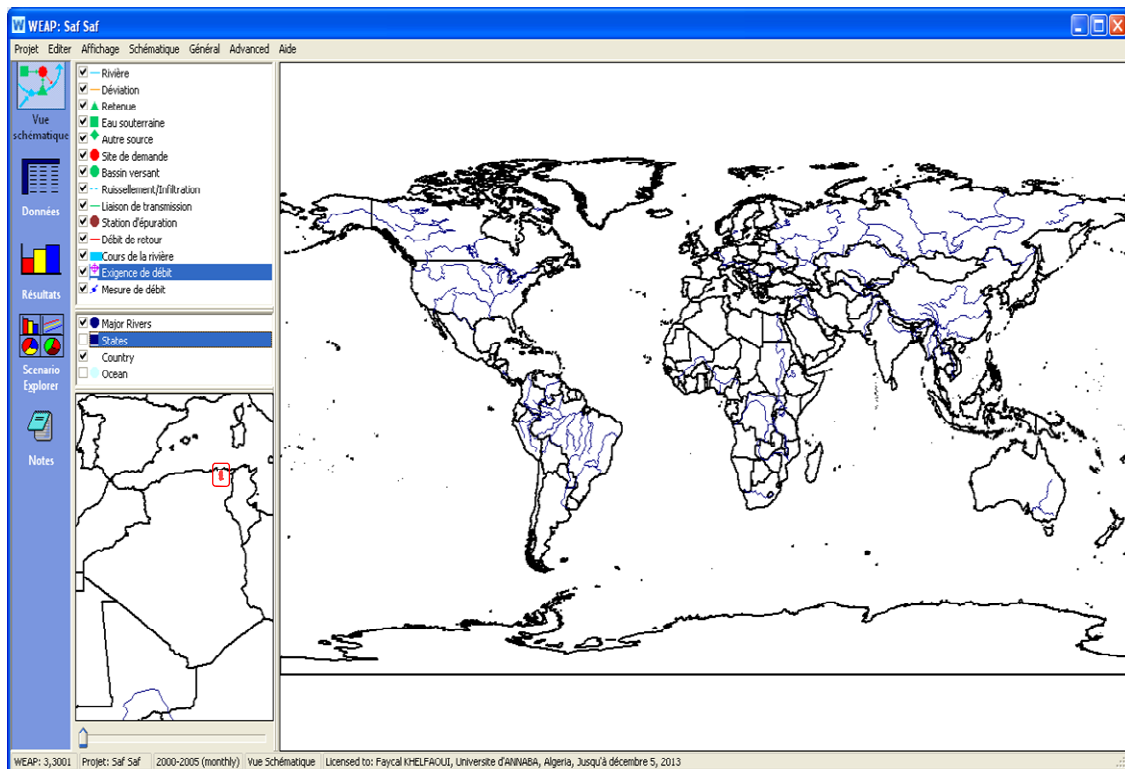 WEAP: Saf Saf
Projet Editer Affichage Schématique Général Advanced Aide
Vue schématique
Données
Résultats
Scenario Explorer
Notes
Rivière
Déviation
Retenue
Eau souterraine
Autre source
Site de demande
Bassin versant
Ruissellement/Infiltration
Liaison de transmission
Station d'épuration
Débit de retour
Cours de la rivière
Exigence de débit
Mesure de débit
Major Rivers
States
Country
Ocean
WEAP: 3,3001 Projet: Saf Saf 2000-2005 (monthly) Vue Schématique Licensed to: Faycal KHELFAOUI, Universite d'ANNABA, Algeria, Jusqu'à décembre 5, 2013